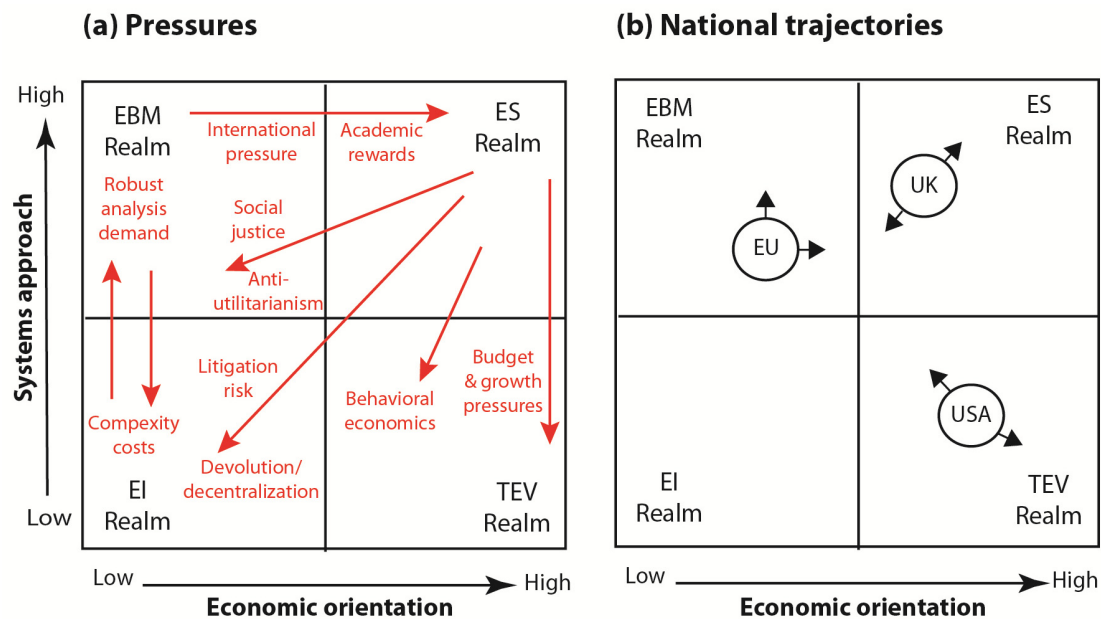 (a) Pressures
High
Systems approach
Low
EBM
Realm
International
pressure
Academic
rewards
ES
Realm
Robust
analysis
demand
Social
justice
Anti-
utilitarianism
Litigation
risk
Compexity
costs
Behavioral
economics
Budget
& growth
pressures
Devolution/
decentralization
EI
Realm
TEV
Realm
Low
High
Economic orientation
(b) National trajectories
EBM
Realm
ES
Realm
UK
EU
USA
EI
Realm
TEV
Realm
Low
High
Economic orientation